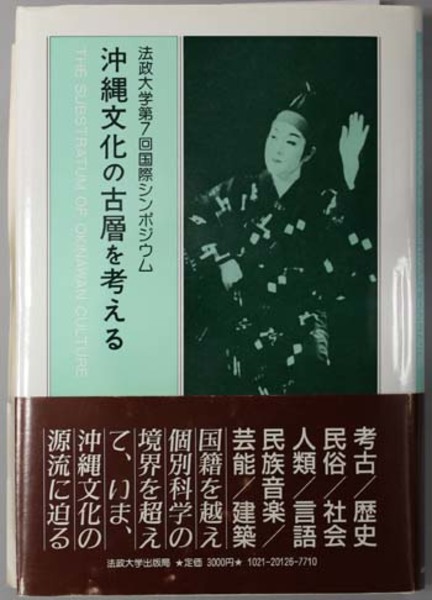 法政大学第7回国際シンポジウム
沖縄文化の古層を考える
THE SUBSTRATUM OF OKINAWAN CULTURE
考古/歴史
民俗/社会
人類/言語
民族音楽/
芸能/建築
国籍を越え
個別科学の
境界を超え
て、いま、
沖縄文化の
源流に迫る
法政大学出版局 ★定価 3000円★ 1021-20126-7710